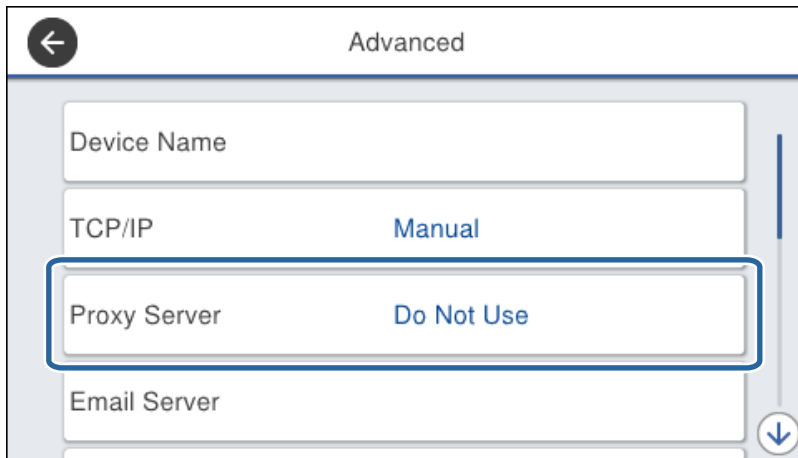 Advanced
Device Name
TCP/IP Manual
Proxy Server Do Not Use
Email Server